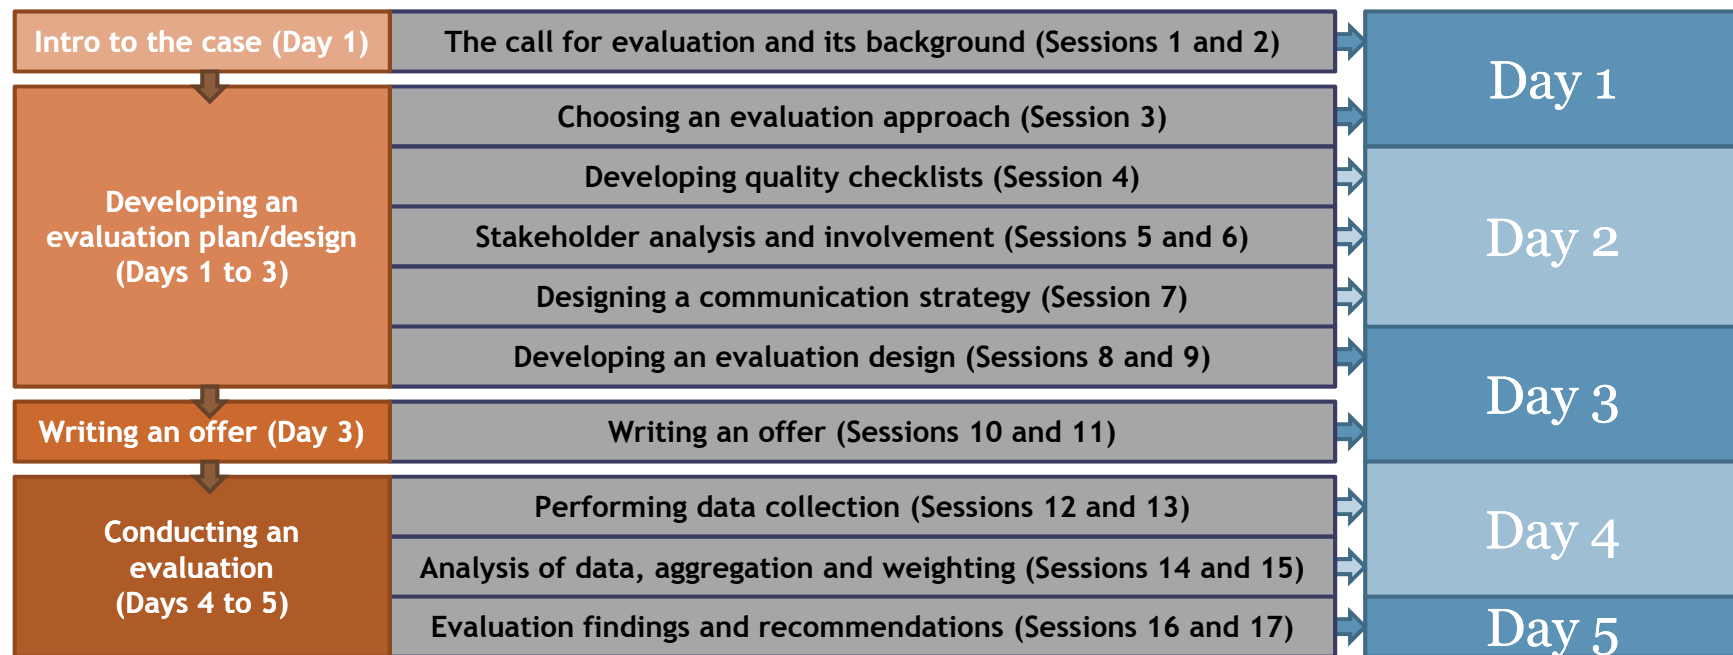 Intro to the case (Day 1)
The call for evaluation and its background (Sessions 1 and 2)
Day 1
Developing an
evaluation plan/design
(Days 1 to 3)
Choosing an evaluation approach (Session 3)
Developing quality checklists (Session 4)
Stakeholder analysis and involvement (Sessions 5 and 6)
Designing a communication strategy (Session 7)
Developing an evaluation design (Sessions 8 and 9)
Day 2
Day 3
Writing an offer (Day 3)
Writing an offer (Sessions 10 and 11)
Conducting an
evaluation
(Days 4 to 5)
Performing data collection (Sessions 12 and 13)
Analysis of data, aggregation and weighting (Sessions 14 and 15)
Evaluation findings and recommendations (Sessions 16 and 17)
Day 4
Day 5